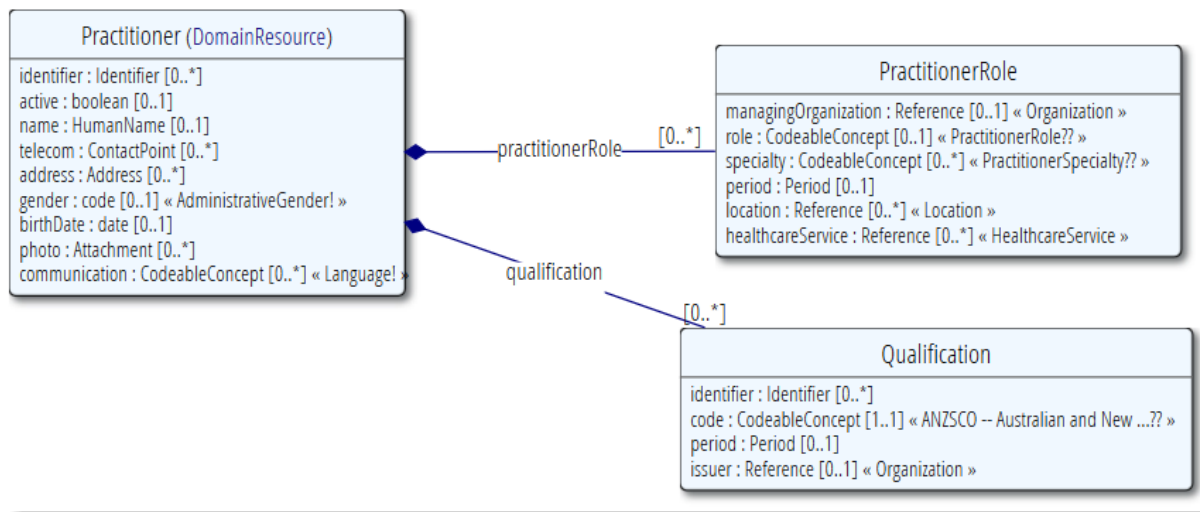 Practitioner (DomainResource)
identifier : Identifier [0..*]
active : boolean [0..1]
name : HumanName [0..1]
telecom : ContactPoint [0..*]
address : Address [0..*]
gender : code [0..1] « AdministrativeGender! »
birthDate : date [0..1]
photo : Attachment [0..*]
communication : CodeableConcept [0..*] « Language! »
practitionerRole
[0..*]
PractitionerRole
managingOrganization : Reference [0..1] « Organization »
role : CodeableConcept [0..1] « PractitionerRole?? »
specialty : CodeableConcept [0..*] « PractitionerSpecialty?? »
period : Period [0..1]
location : Reference [0..*] « Location »
healthcareService : Reference [0..*] « HealthcareService »
qualification
[0..*]
Qualification
identifier : Identifier [0..*]
code : CodeableConcept [1..1] « ANZSCO -- Australian and New ...?? »
period : Period [0..1]
issuer : Reference [0..1] « Organization »